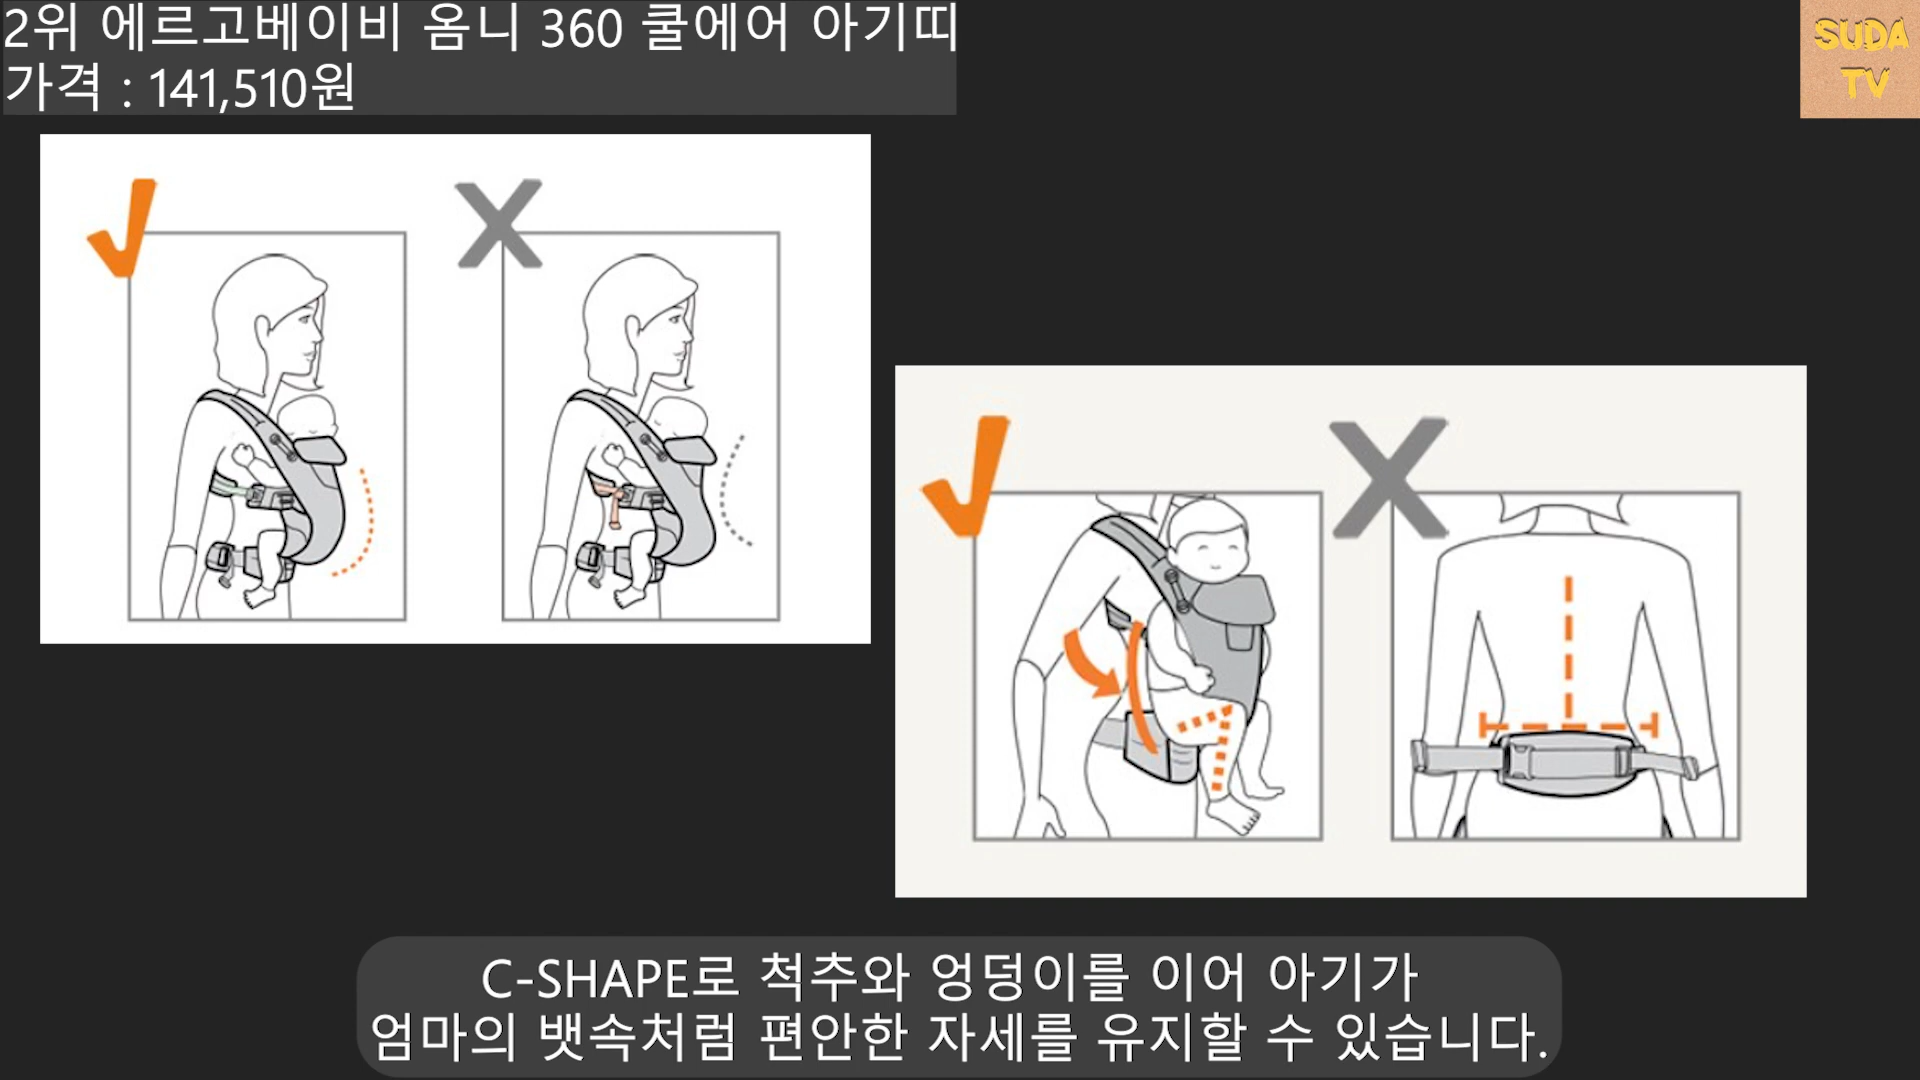 2위 에르고베이비 옴니 360 쿨에어 아기띠
가격 : 141,510원
SUDA
TV
C-SHAPE로 척추와 엉덩이를 이어 아기가
엄마의 뱃속처럼 편안한 자세를 유지할 수 있습니다.